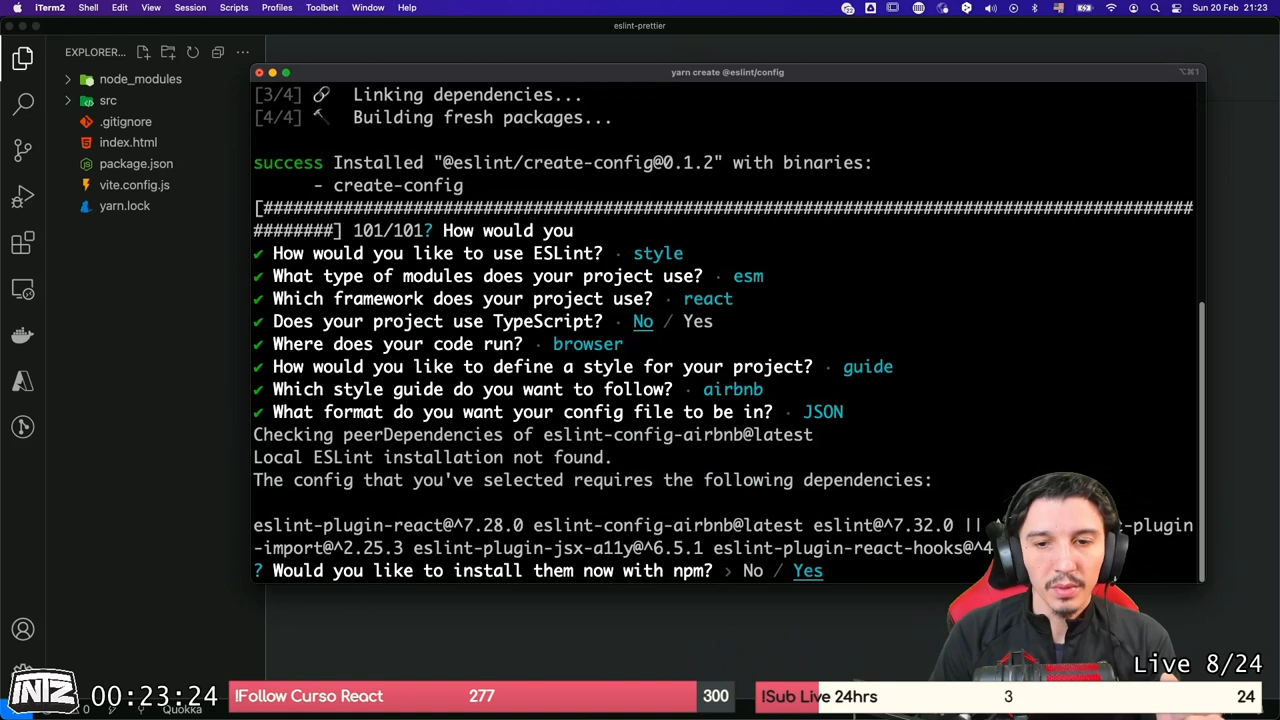 iTerm2 Shell Edit View Session Scripts Profiles Toolbelt Window Help
Sun 20 Feb 21:23
eslint-prettier
EXPLORER...
node_modules
src
.gitignore
index.html
package.json
vite.config.js
yarn.lock
yarn create @eslint/config
⌥⌘1
[3/4] Linking dependencies...
[4/4] Building fresh packages...
success Installed "@eslint/create-config@0.1.2" with binaries:
- create-config
[#############################################################################################
########] 101/101? How would you
✔ How would you like to use ESLint? · style
✔ What type of modules does your project use? · esm
✔ Which framework does your project use? · react
✔ Does your project use TypeScript? · No / Yes
✔ Where does your code run? · browser
✔ How would you like to define a style for your project? · guide
✔ Which style guide do you want to follow? · airbnb
✔ What format do you want your config file to be in? · JSON
Checking peerDependencies of eslint-config-airbnb@latest
Local ESLint installation not found.
The config that you've selected requires the following dependencies:
eslint-plugin-react@^7.28.0 eslint-config-airbnb@latest eslint@^7.32.0 || -plugin
-import@^2.25.3 eslint-plugin-jsx-a11y@^6.5.1 eslint-plugin-react-hooks@^4
? Would you like to install them now with npm? › No / Yes
Live 8/24
INTZ 00:23:24
!Follow Curso React 277 300
!Sub Live 24hrs 3 24
0 Quokka